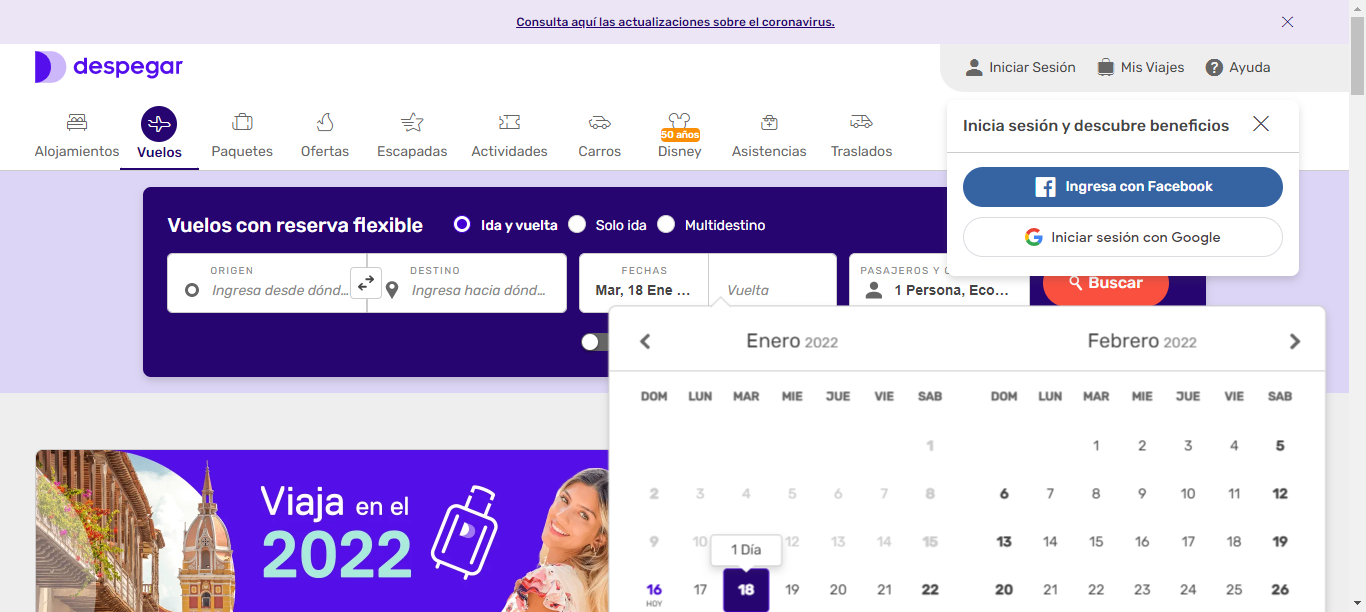 Consulta aquí las actualizaciones sobre el coronavirus.
despegar
Iniciar Sesión
Mis Viajes
Ayuda
Alojamientos
Vuelos
Paquetes
Ofertas
Escapadas
Actividades
Carros
50 años
Disney
Asistencias
Traslados
Inicia sesión y descubre beneficios
Ingresa con Facebook
Iniciar sesión con Google
Vuelos con reserva flexible
Ida y vuelta
Solo ida
Multidestino
ORIGEN
Ingresa desde dónd...
DESTINO
Ingresa hacia dónd...
FECHAS
Mar, 18 Ene ...
Vuelta
PASAJEROS Y
1 Persona, Eco...
Buscar
Enero 2022
Febrero 2022
DOM LUN MAR MIE JUE VIE SAB
DOM LUN MAR MIE JUE VIE SAB
1
1 2 3 4 5
2 3 4 5 6 7 8
6 7 8 9 10 11 12
9 10 12 13 14 15
13 14 15 16 17 18 19
1 Día
16 17 18 19 20 21 22
HOY
20 21 22 23 24 25 26
Viaja en el
2022